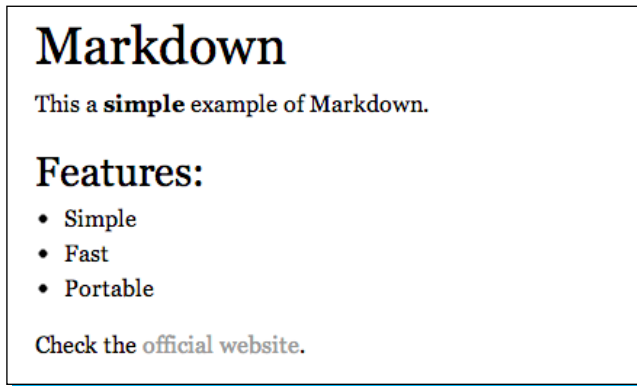 Markdown
This a simple example of Markdown.
Features:
• Simple
• Fast
• Portable
Check the official website.